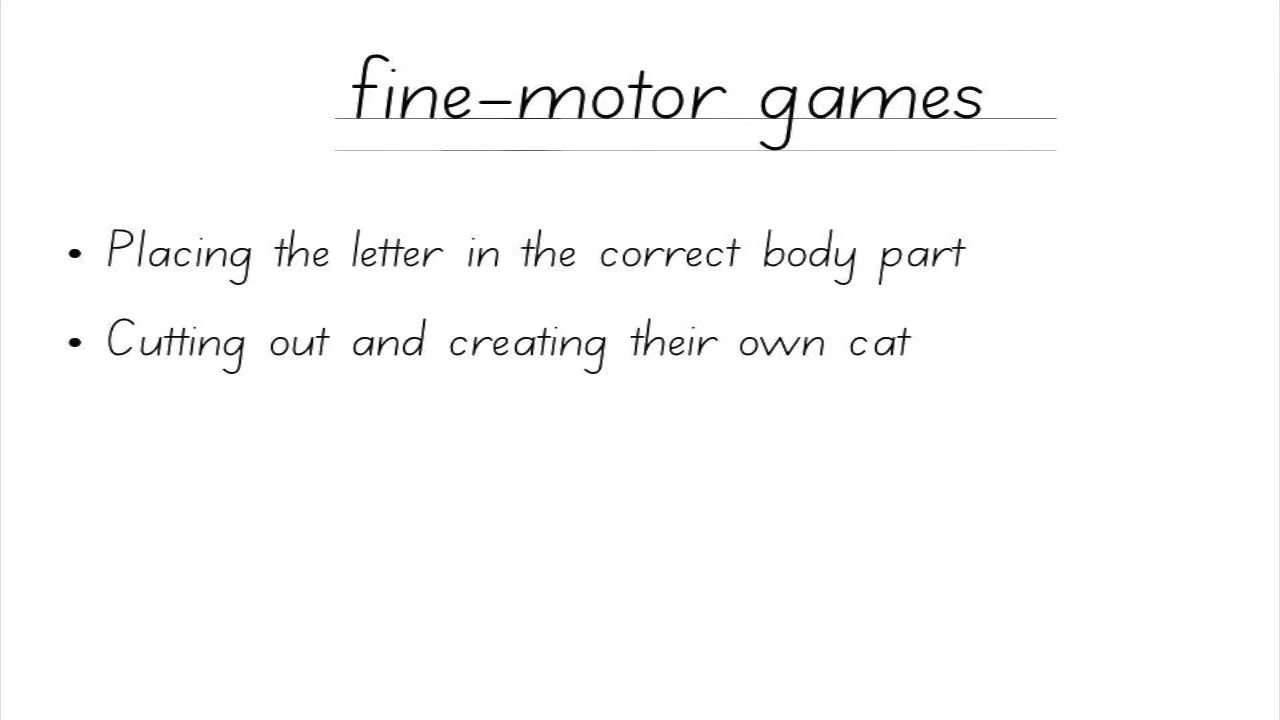 fine-motor games
• Placing the letter in the correct body part
• Cutting out and creating their own cat